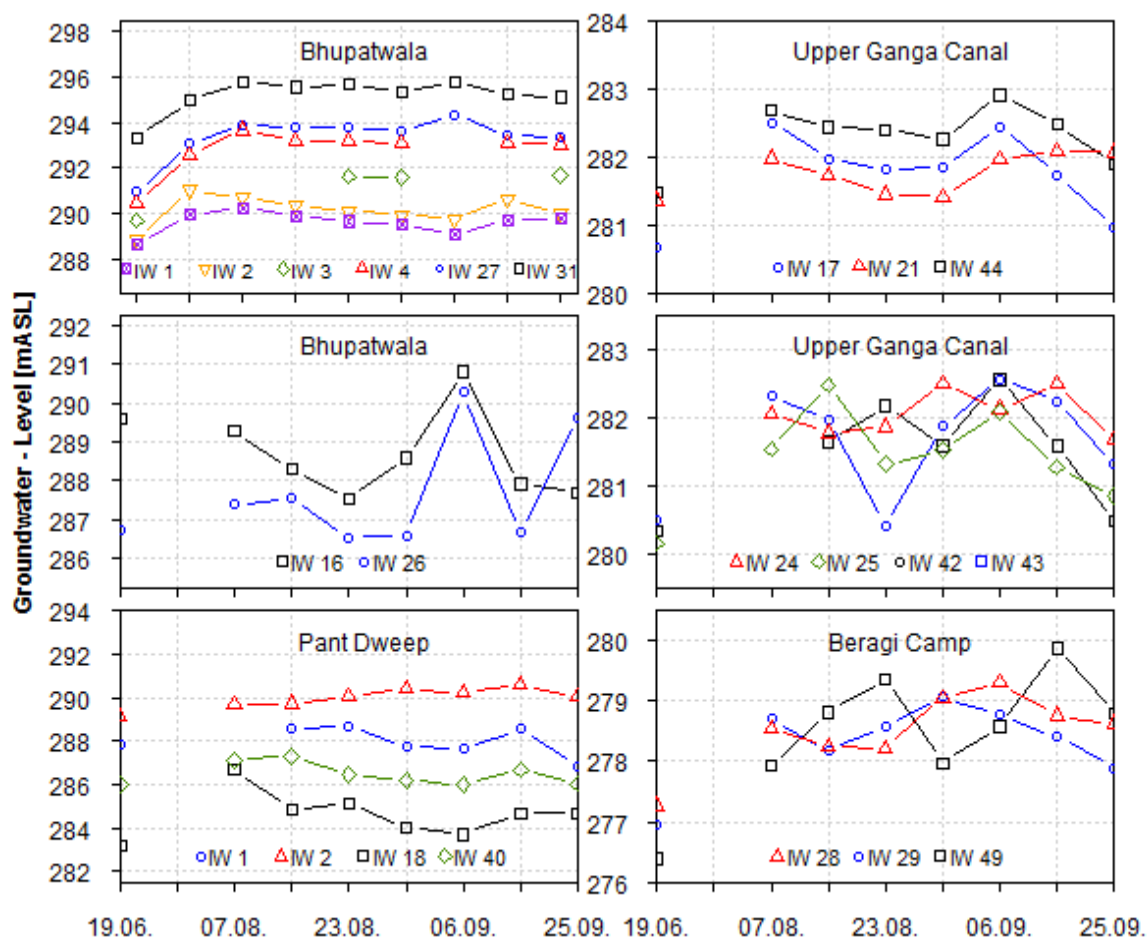 Groundwater - Level [mASL]
Bhupatwala
298
296
294
292
290
288
IW 1 IW 2 IW 3 IW 4 IW 27 IW 31
Upper Ganga Canal
284
283
282
281
280
IW 17 IW 21 IW 44
Bhupatwala
292
291
290
289
288
287
286
IW 16 IW 26
Upper Ganga Canal
283
282
281
280
IW 24 IW 25 IW 42 IW 43
Pant Dweep
294
292
290
288
286
284
282
IW 1 IW 2 IW 18 IW 40
19.06. 07.08. 23.08. 06.09. 25.09.
Beragi Camp
280
279
278
277
276
IW 28 IW 29 IW 49
19.06. 07.08. 23.08. 06.09. 25.09.